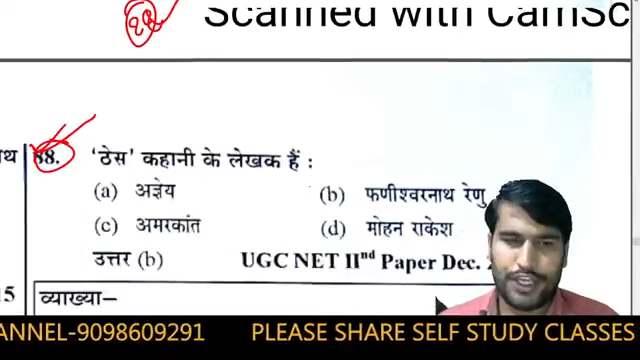 Scanned with CamSc
88. 'ठेस' कहानी के लेखक हैं :
(a) अज्ञेय (b) फणीश्वरनाथ रेणु
(c) अमरकांत (d) मोहन राकेश
उत्तर (b) UGC NET IInd Paper Dec.
व्याख्या–
ANNEL-9098609291 PLEASE SHARE SELF STUDY CLASSES